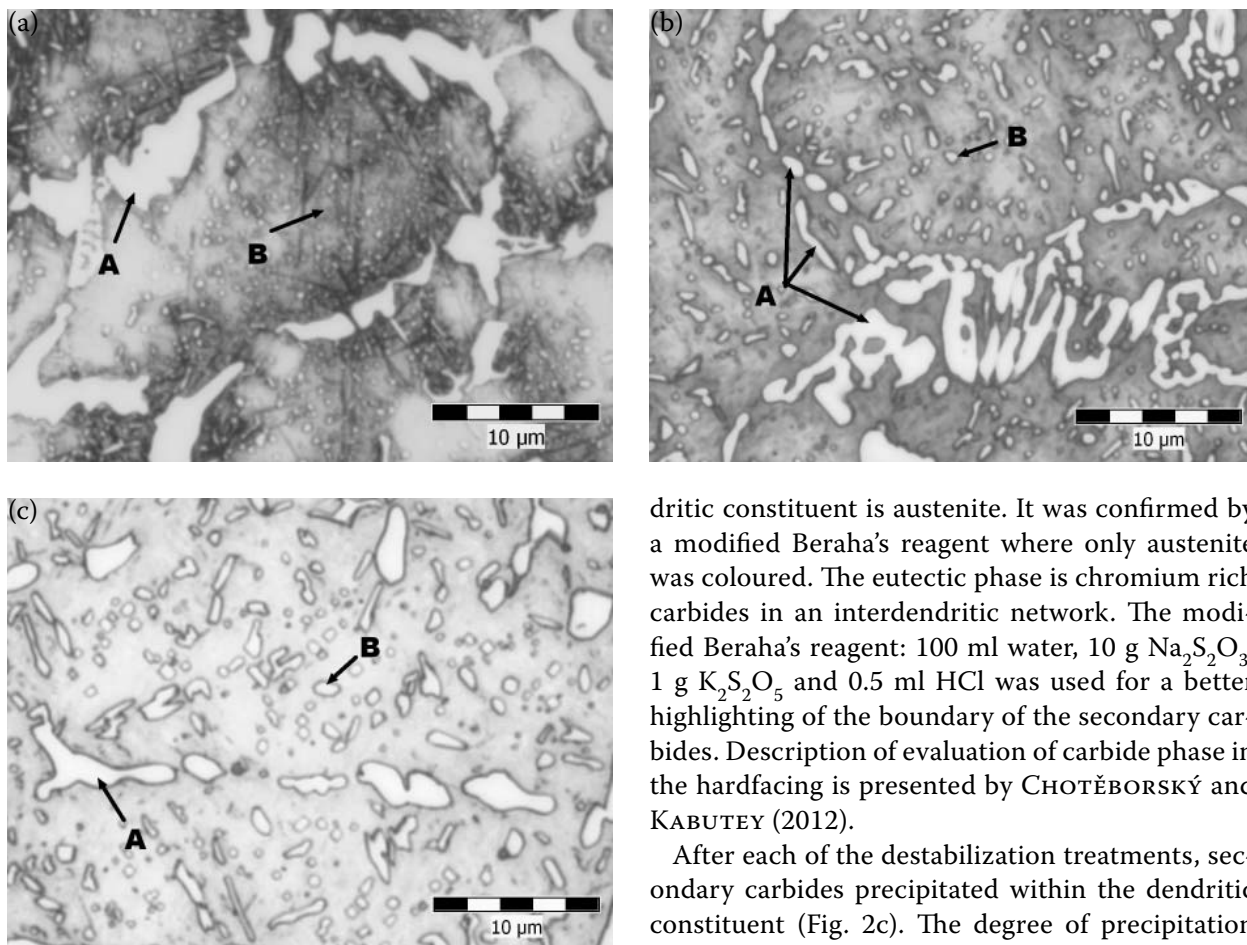 (a)
A
B
10 µm
(b)
B
A
10 µm
(c)
B
A
10 µm
dritic constituent is austenite. It was confirmed by
a modified Beraha's reagent where only austenite
was coloured. The eutectic phase is chromium rich
carbides in an interdendritic network. The modi-
fied Beraha's reagent: 100 ml water, 10 g Na₂S₂O₃
1 g K₂S₂O₅ and 0.5 ml HCl was used for a better
highlighting of the boundary of the secondary car-
bides. Description of evaluation of carbide phase in
the hardfacing is presented by CHOTĚBORSKÝ and
KABUTEY (2012).
After each of the destabilization treatments, sec-
ondary carbides precipitated within the dendritic
constituent (Fig. 2c). The degree of precipitation